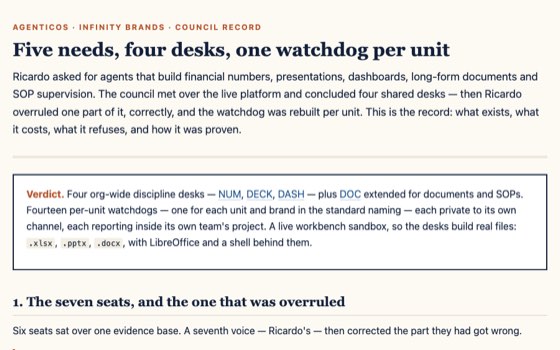 AGENTICOS · INFINITY BRANDS · COUNCIL RECORD
Five needs, four desks, one watchdog per unit
Ricardo asked for agents that build financial numbers, presentations, dashboards, long-form documents and
SOP supervision. The council met over the live platform and concluded four shared desks — then Ricardo
overruled one part of it, correctly, and the watchdog was rebuilt per unit. This is the record: what exists, what
it costs, what it refuses, and how it was proven.
Verdict. Four org-wide discipline desks — NUM, DECK, DASH — plus DOC extended for documents and SOPs.
Fourteen per-unit watchdogs — one for each unit and brand in the standard naming — each private to its own
channel, each reporting inside its own team's project. A live workbench sandbox, so the desks build real files:
.xlsx, .pptx, .docx, with LibreOffice and a shell behind them.
1. The seven seats, and the one that was overruled
Six seats sat over one evidence base. A seventh voice — Ricardo's — then corrected the part they had got wrong.